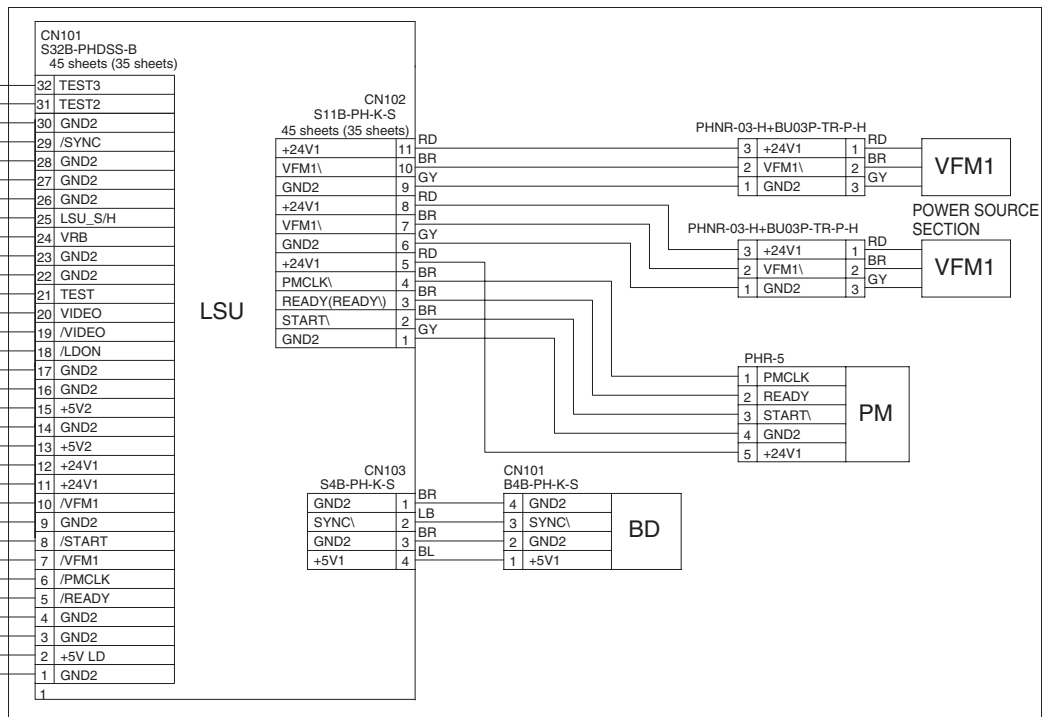 CN101
S32B-PHDSS-B
45 sheets (35 sheets)
32 TEST3
31 TEST2
30 GND2
29 /SYNC
28 GND2
27 GND2
26 GND2
25 LSU_S/H
24 VRB
23 GND2
22 GND2
21 TEST
20 VIDEO
19 /VIDEO
18 /LDON
17 GND2
16 GND2
15 +5V2
14 GND2
13 +5V2
12 +24V1
11 +24V1
10 /VFM1
9 GND2
8 /START
7 /VFM1
6 /PMCLK
5 /READY
4 GND2
3 GND2
2 +5V LD
1 GND2
1
LSU
CN102
S11B-PH-K-S
45 sheets (35 sheets)
+24V1 11 RD
VFM1\ 10 BR
GND2 9 GY
+24V1 8 RD
VFM1\ 7 BR
GND2 6 GY
+24V1 5 RD
PMCLK\ 4 BR
READY(READY\) 3 BR
START\ 2 BR
GND2 1 GY
PHNR-03-H+BU03P-TR-P-H
3 +24V1 1 RD
2 VFM1\ 2 BR
1 GND2 3 GY
VFM1
POWER SOURCE
SECTION
PHNR-03-H+BU03P-TR-P-H
3 +24V1 1 RD
2 VFM1\ 2 BR
1 GND2 3 GY
VFM1
PHR-5
1 PMCLK
2 READY
3 START\
4 GND2
5 +24V1
PM
CN103
S4B-PH-K-S
GND2 1 BR
SYNC\ 2 LB
GND2 3 BR
+5V1 4 BL
CN101
B4B-PH-K-S
4 GND2
3 SYNC\
2 GND2
1 +5V1
BD